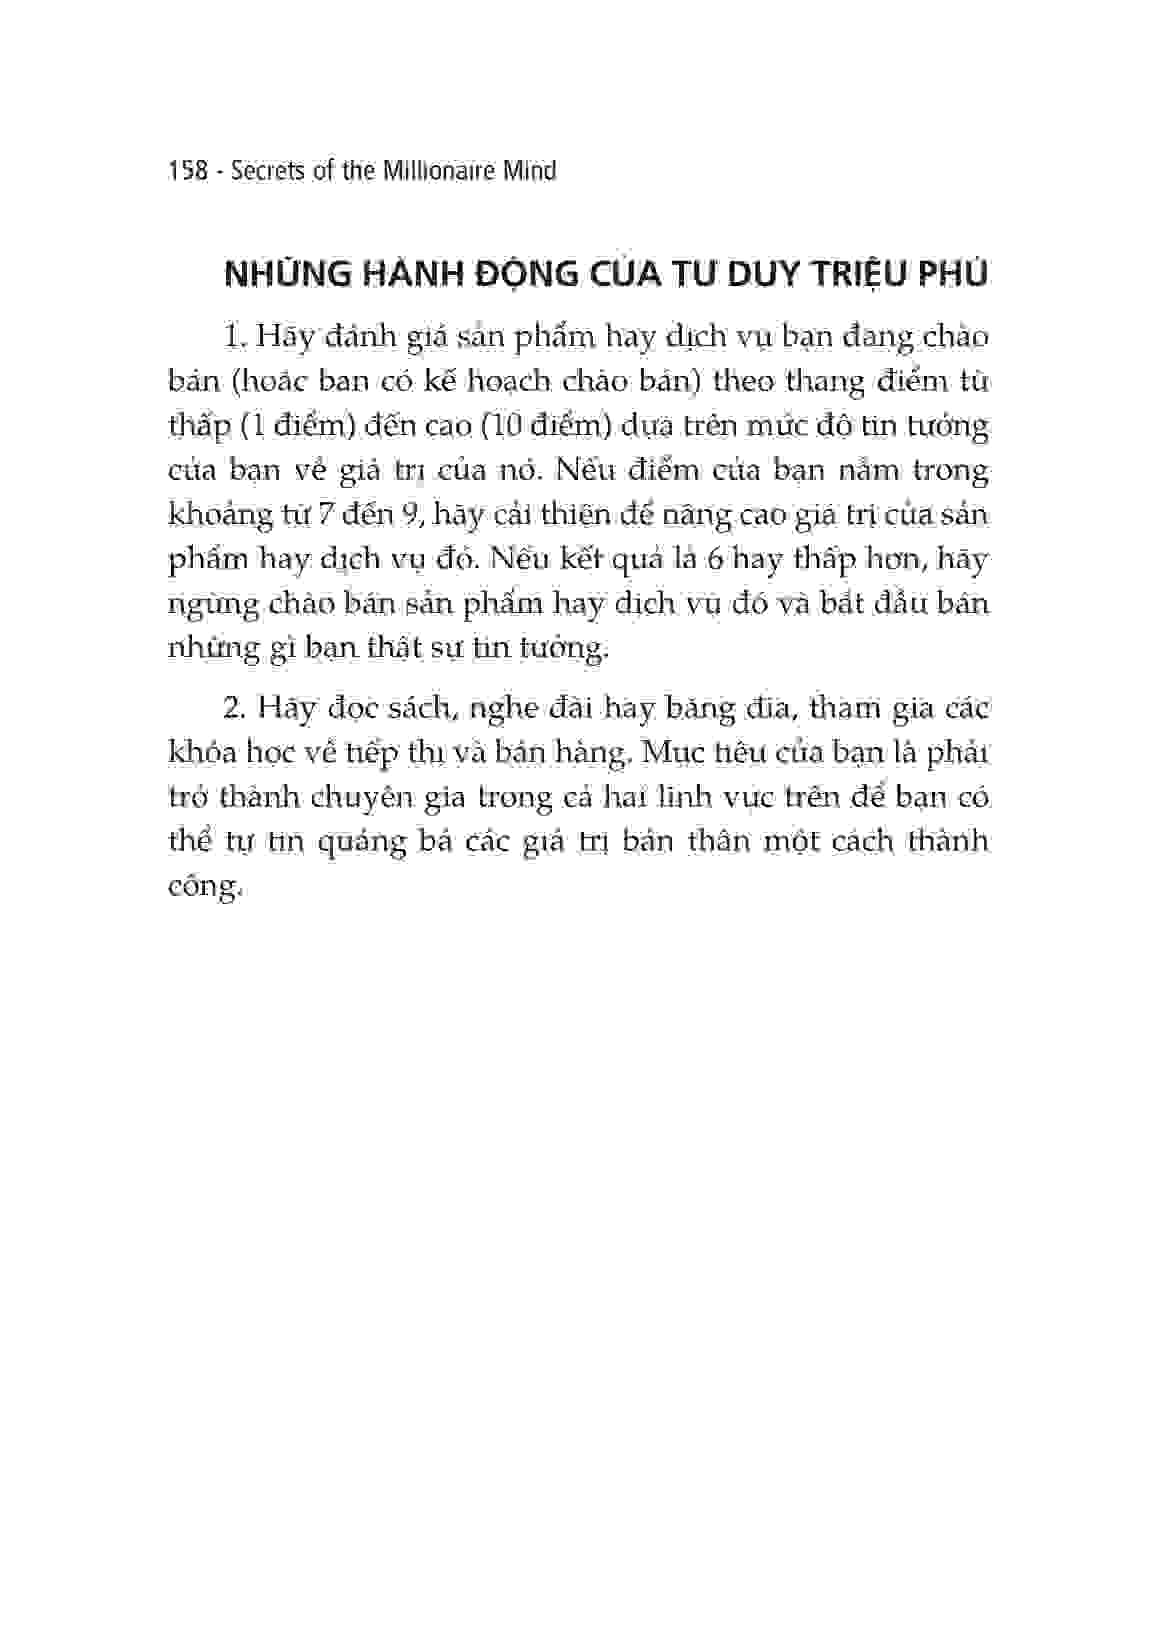 158 - Secrets of the Millionaire Mind
NHỮNG HÀNH ĐỘNG CỦA TƯ DUY TRIỆU PHÚ
1. Hãy đánh giá sản phẩm hay dịch vụ bạn đang chào
bán (hoặc bạn có kế hoạch chào bán) theo thang điểm từ
thấp (1 điểm) đến cao (10 điểm) dựa trên mức độ tin tưởng
của bạn về giá trị của nó. Nếu điểm của bạn nằm trong
khoảng từ 7 đến 9, hãy cải thiện để nâng cao giá trị của sản
phẩm hay dịch vụ đó. Nếu kết quả là 6 hay thấp hơn, hãy
ngừng chào bán sản phẩm hay dịch vụ đó và bắt đầu bán
những gì bạn thật sự tin tưởng.
2. Hãy đọc sách, nghe đài hay băng đĩa, tham gia các
khóa học về tiếp thị và bán hàng. Mục tiêu của bạn là phải
trở thành chuyên gia trong cả hai lĩnh vực trên để bạn có
thể tự tin quảng bá các giá trị bản thân một cách thành
công.